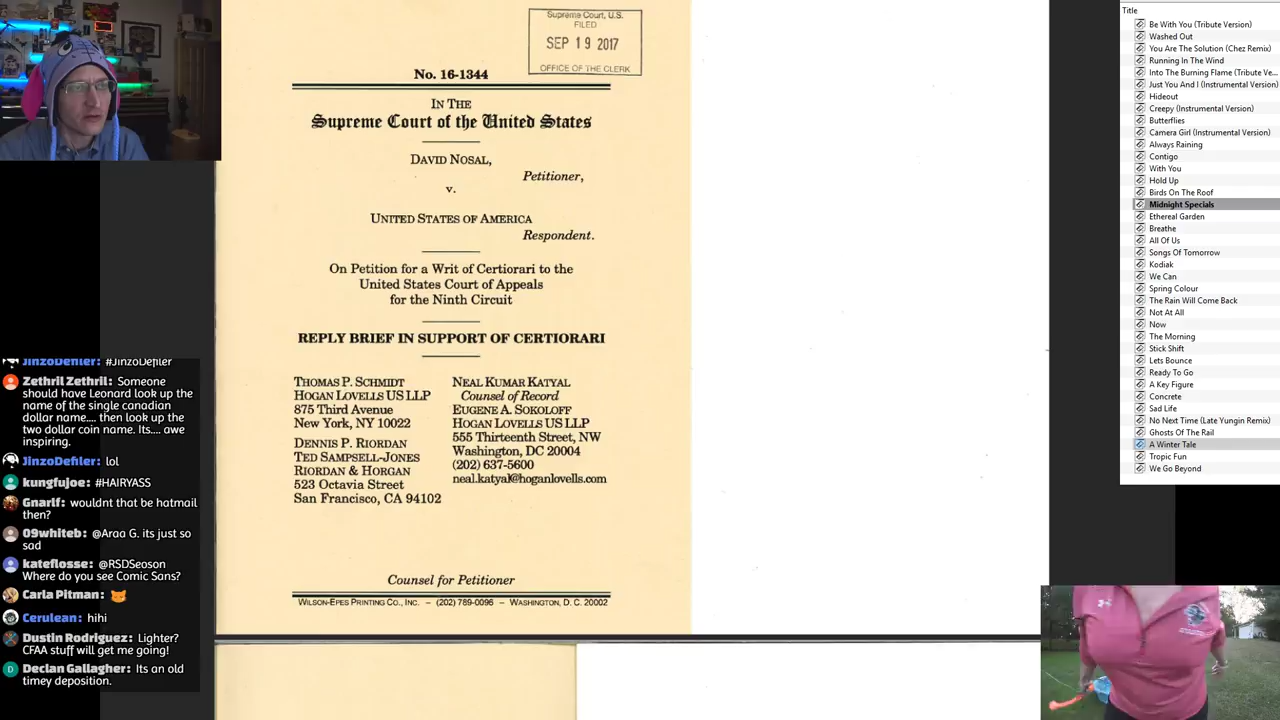 Supreme Court, U.S.
FILED
SEP 19 2017
OFFICE OF THE CLERK
No. 16-1344
IN THE
Supreme Court of the United States
DAVID NOSAL,
Petitioner,
v.
UNITED STATES OF AMERICA
Respondent.
On Petition for a Writ of Certiorari to the
United States Court of Appeals
for the Ninth Circuit
REPLY BRIEF IN SUPPORT OF CERTIORARI
THOMAS P. SCHMIDT
HOGAN LOVELLS US LLP
875 Third Avenue
New York, NY 10022
DENNIS P. RIORDAN
TED SAMPSELL-JONES
RIORDAN & HORGAN
523 Octavia Street
San Francisco, CA 94102
NEAL KUMAR KATYAL
Counsel of Record
EUGENE A. SOKOLOFF
HOGAN LOVELLS US LLP
555 Thirteenth Street, NW
Washington, DC 20004
(202) 637-5600
neal.katyal@hoganlovells.com
Counsel for Petitioner
WILSON-EPES PRINTING CO., INC. – (202) 789-0096 – WASHINGTON, D. C. 20002
JinzoDefiler: #JinzoDefiler
Zethril Zethril: Someone
should have Leonard look up the
name of the single canadian
dollar name.... then look up the
two dollar coin name. Its.... awe
inspiring.
JinzoDefiler: lol
kungfujoe: #HAIRYASS
Gnarlf: wouldnt that be hatmail
then?
09whiteb: @Araa G. its just so
sad
kateflosse: @RSDSeoson
Where do you see Comic Sans?
Carla Pitman:
Cerulean: hihi
Dustin Rodriguez: Lighter?
CFAA stuff will get me going!
Declan Gallagher: Its an old
timey deposition.
Title
Be With You (Tribute Version)
Washed Out
You Are The Solution (Chez Remix)
Running In The Wind
Into The Burning Flame (Tribute Ve...
Just You And I (Instrumental Version)
Hideout
Creepy (Instrumental Version)
Butterflies
Camera Girl (Instrumental Version)
Always Raining
Contigo
With You
Hold Up
Birds On The Roof
Midnight Specials
Ethereal Garden
Breathe
All Of Us
Songs Of Tomorrow
Kodiak
We Can
Spring Colour
The Rain Will Come Back
Not At All
Now
The Morning
Stick Shift
Lets Bounce
Ready To Go
A Key Figure
Concrete
Sad Life
No Next Time (Late Yungin Remix)
Ghosts Of The Rail
A Winter Tale
Tropic Fun
We Go Beyond